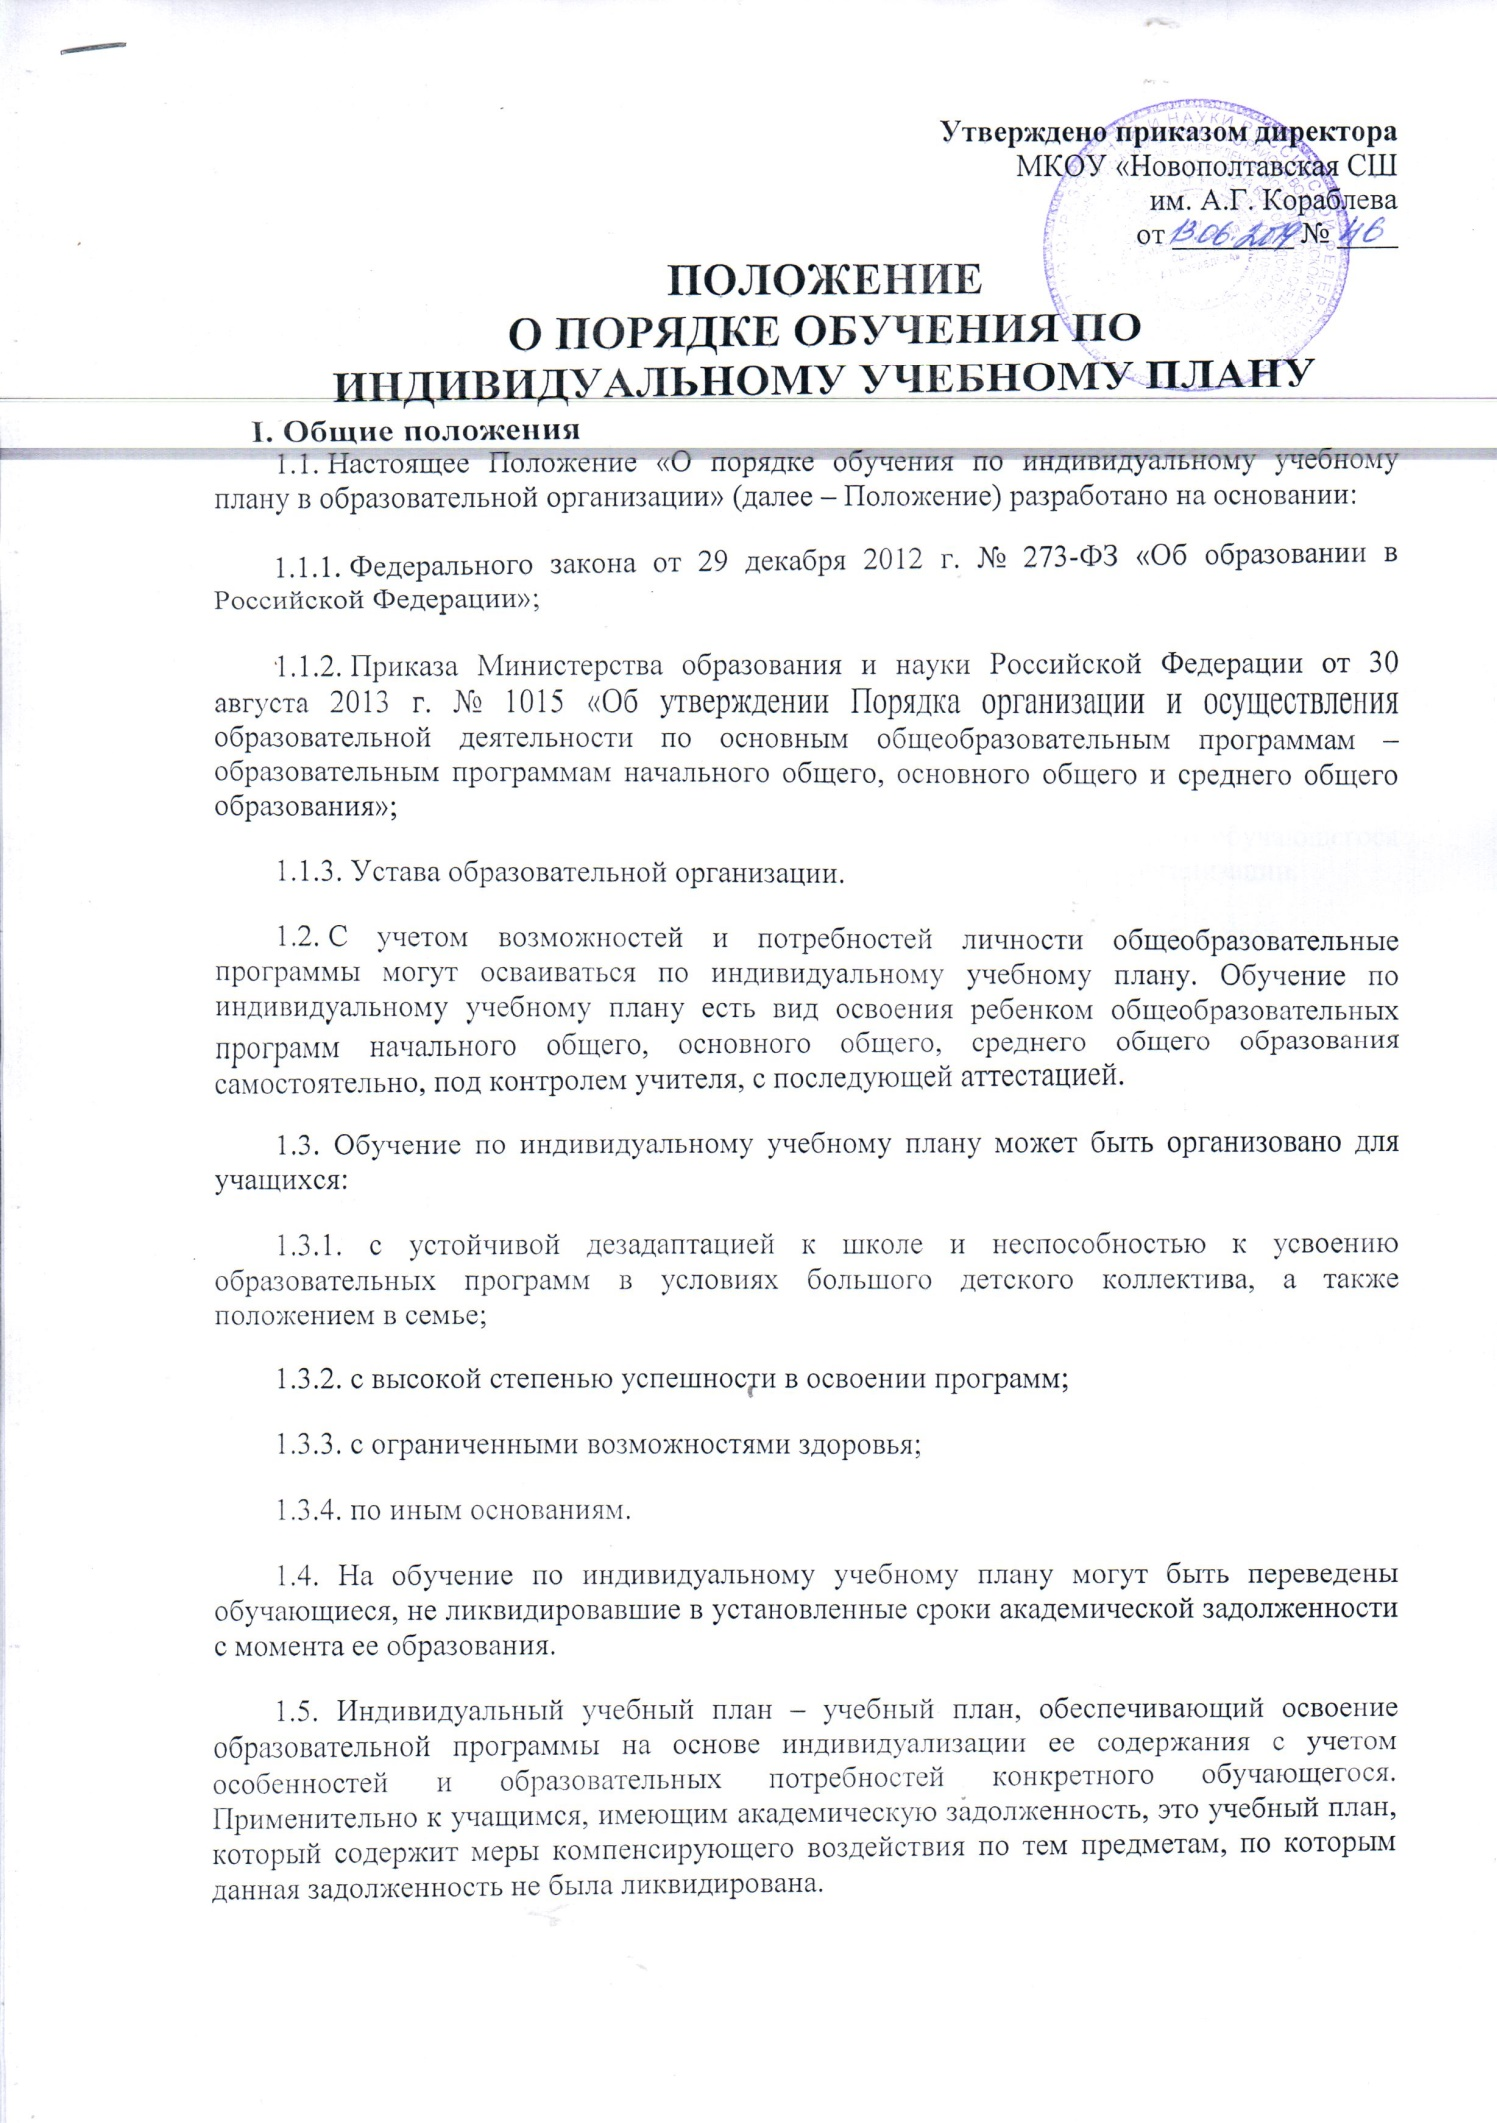 Утверждено приказом директора
МКОУ «Новополтавская СШ
им. А.Г. Кораблева
от 13.06.2019 № 46
ПОЛОЖЕНИЕ
О ПОРЯДКЕ ОБУЧЕНИЯ ПО
ИНДИВИДУАЛЬНОМУ УЧЕБНОМУ ПЛАНУ
I. Общие положения
1.1. Настоящее Положение «О порядке обучения по индивидуальному учебному
плану в образовательной организации» (далее – Положение) разработано на основании:
1.1.1. Федерального закона от 29 декабря 2012 г. № 273-ФЗ «Об образовании в
Российской Федерации»;
1.1.2. Приказа Министерства образования и науки Российской Федерации от 30
августа 2013 г. № 1015 «Об утверждении Порядка организации и осуществления
образовательной деятельности по основным общеобразовательным программам –
образовательным программам начального общего, основного общего и среднего общего
образования»;
1.1.3. Устава образовательной организации.
1.2. С учетом возможностей и потребностей личности общеобразовательные
программы могут осваиваться по индивидуальному учебному плану. Обучение по
индивидуальному учебному плану есть вид освоения ребенком общеобразовательных
программ начального общего, основного общего, среднего общего образования
самостоятельно, под контролем учителя, с последующей аттестацией.
1.3. Обучение по индивидуальному учебному плану может быть организовано для
учащихся:
1.3.1. с устойчивой дезадаптацией к школе и неспособностью к усвоению
образовательных программ в условиях большого детского коллектива, а также
положением в семье;
1.3.2. с высокой степенью успешности в освоении программ;
1.3.3. с ограниченными возможностями здоровья;
1.3.4. по иным основаниям.
1.4. На обучение по индивидуальному учебному плану могут быть переведены
обучающиеся, не ликвидировавшие в установленные сроки академической задолженности
с момента ее образования.
1.5. Индивидуальный учебный план – учебный план, обеспечивающий освоение
образовательной программы на основе индивидуализации ее содержания с учетом
особенностей и образовательных потребностей конкретного обучающегося.
Применительно к учащимся, имеющим академическую задолженность, это учебный план,
который содержит меры компенсирующего воздействия по тем предметам, по которым
данная задолженность не была ликвидирована.